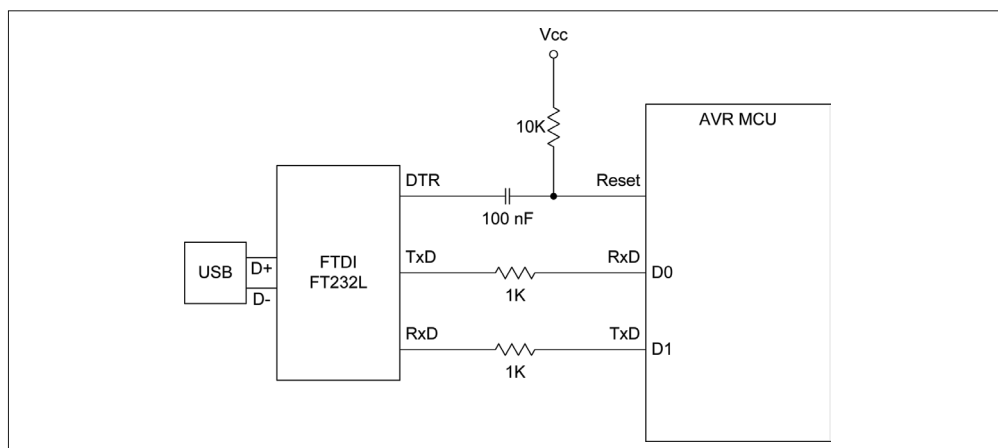 Vcc
10K
AVR MCU
DTR
Reset
100 nF
USB
D+
D-
FTDI
FT232L
TxD
RxD
D0
1K
RxD
TxD
D1
1K